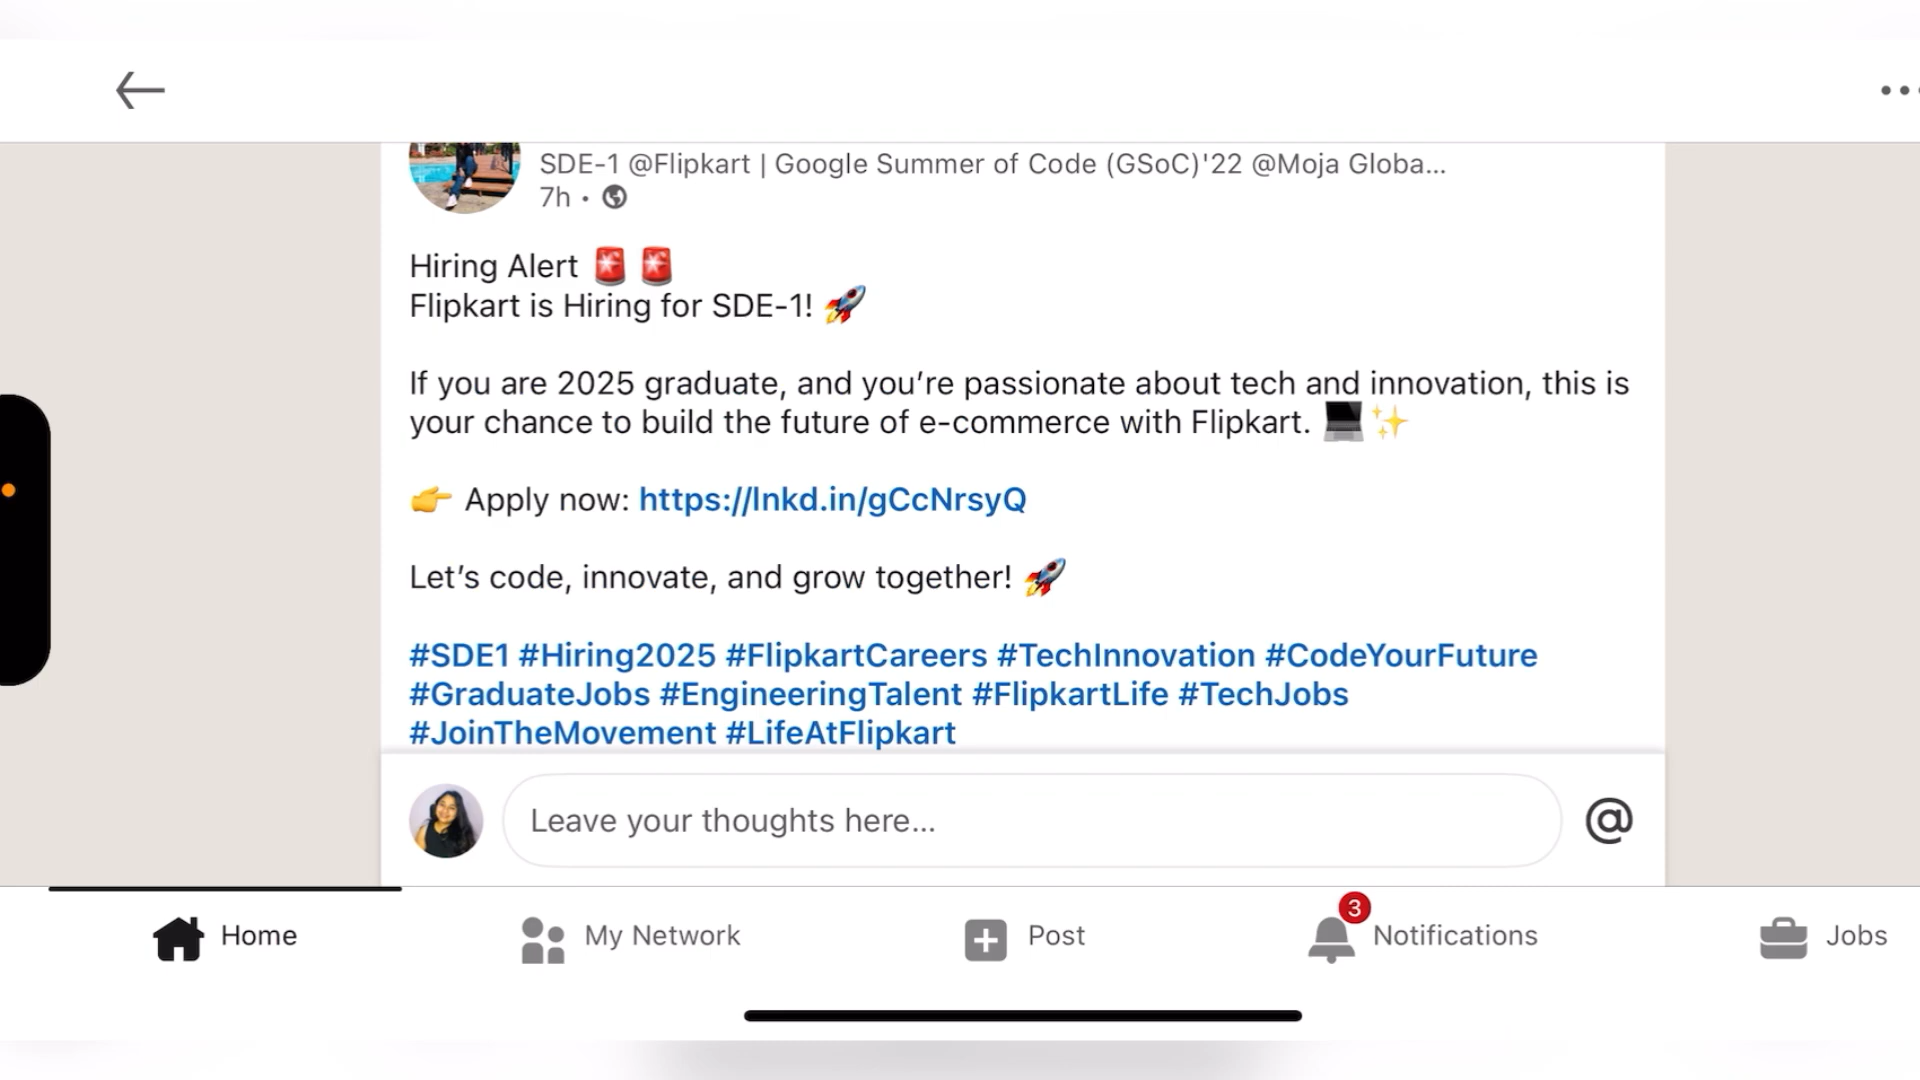 SDE-1 @Flipkart | Google Summer of Code (GSoC)'22 @Moja Globa...
7h •
Hiring Alert 🚨🚨
Flipkart is Hiring for SDE-1! 🚀
If you are 2025 graduate, and you’re passionate about tech and innovation, this is
your chance to build the future of e-commerce with Flipkart. 💻✨
👉 Apply now: https://lnkd.in/gCcNrsyQ
Let’s code, innovate, and grow together! 🚀
#SDE1 #Hiring2025 #FlipkartCareers #TechInnovation #CodeYourFuture
#GraduateJobs #EngineeringTalent #FlipkartLife #TechJobs
#JoinTheMovement #LifeAtFlipkart
Leave your thoughts here... @
3
Home My Network Post Notifications Jobs